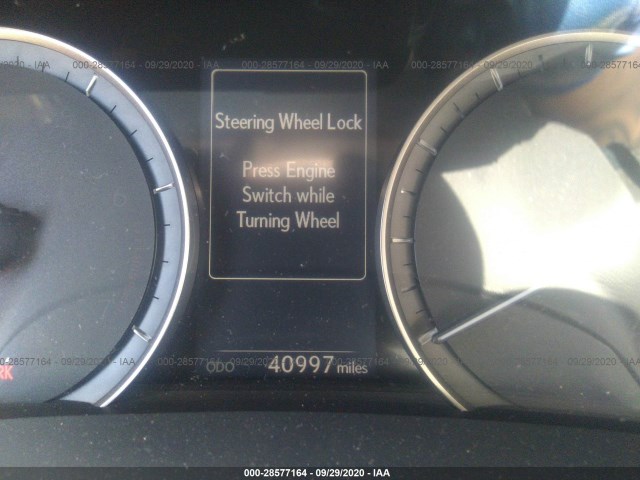 000-28577164 / 09/29/2020 - IAA 000-28577164 / 09/29/2020 - IAA 000-28577164 / 09/29/2020 - IAA
Steering Wheel Lock
Press Engine
Switch while
Turning Wheel
000-28577164 / 09/29/2020 - IAA 000-28577164 / 09/29/2020 - IAA 000-28577164 / 09/29/2020 - IAA
ODO 40997 miles
RK
000-28577164 / 09/29/2020 - IAA